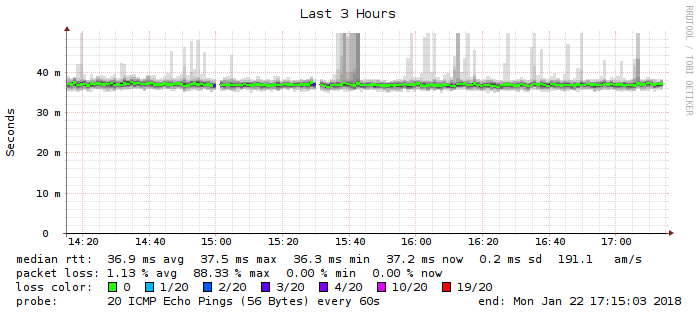 Last 3 Hours
RRDTOOL / TOBI OETIKER
Seconds
40 m
30 m
20 m
10 m
0
14:20 14:40 15:00 15:20 15:40 16:00 16:20 16:40 17:00
median rtt: 36.9 ms avg 37.5 ms max 36.3 ms min 37.2 ms now 0.2 ms sd 191.1 am/s
packet loss: 1.13 % avg 88.33 % max 0.00 % min 0.00 % now
loss color: 0 1/20 2/20 3/20 4/20 10/20 19/20
probe: 20 ICMP Echo Pings (56 Bytes) every 60s end: Mon Jan 22 17:15:03 2018